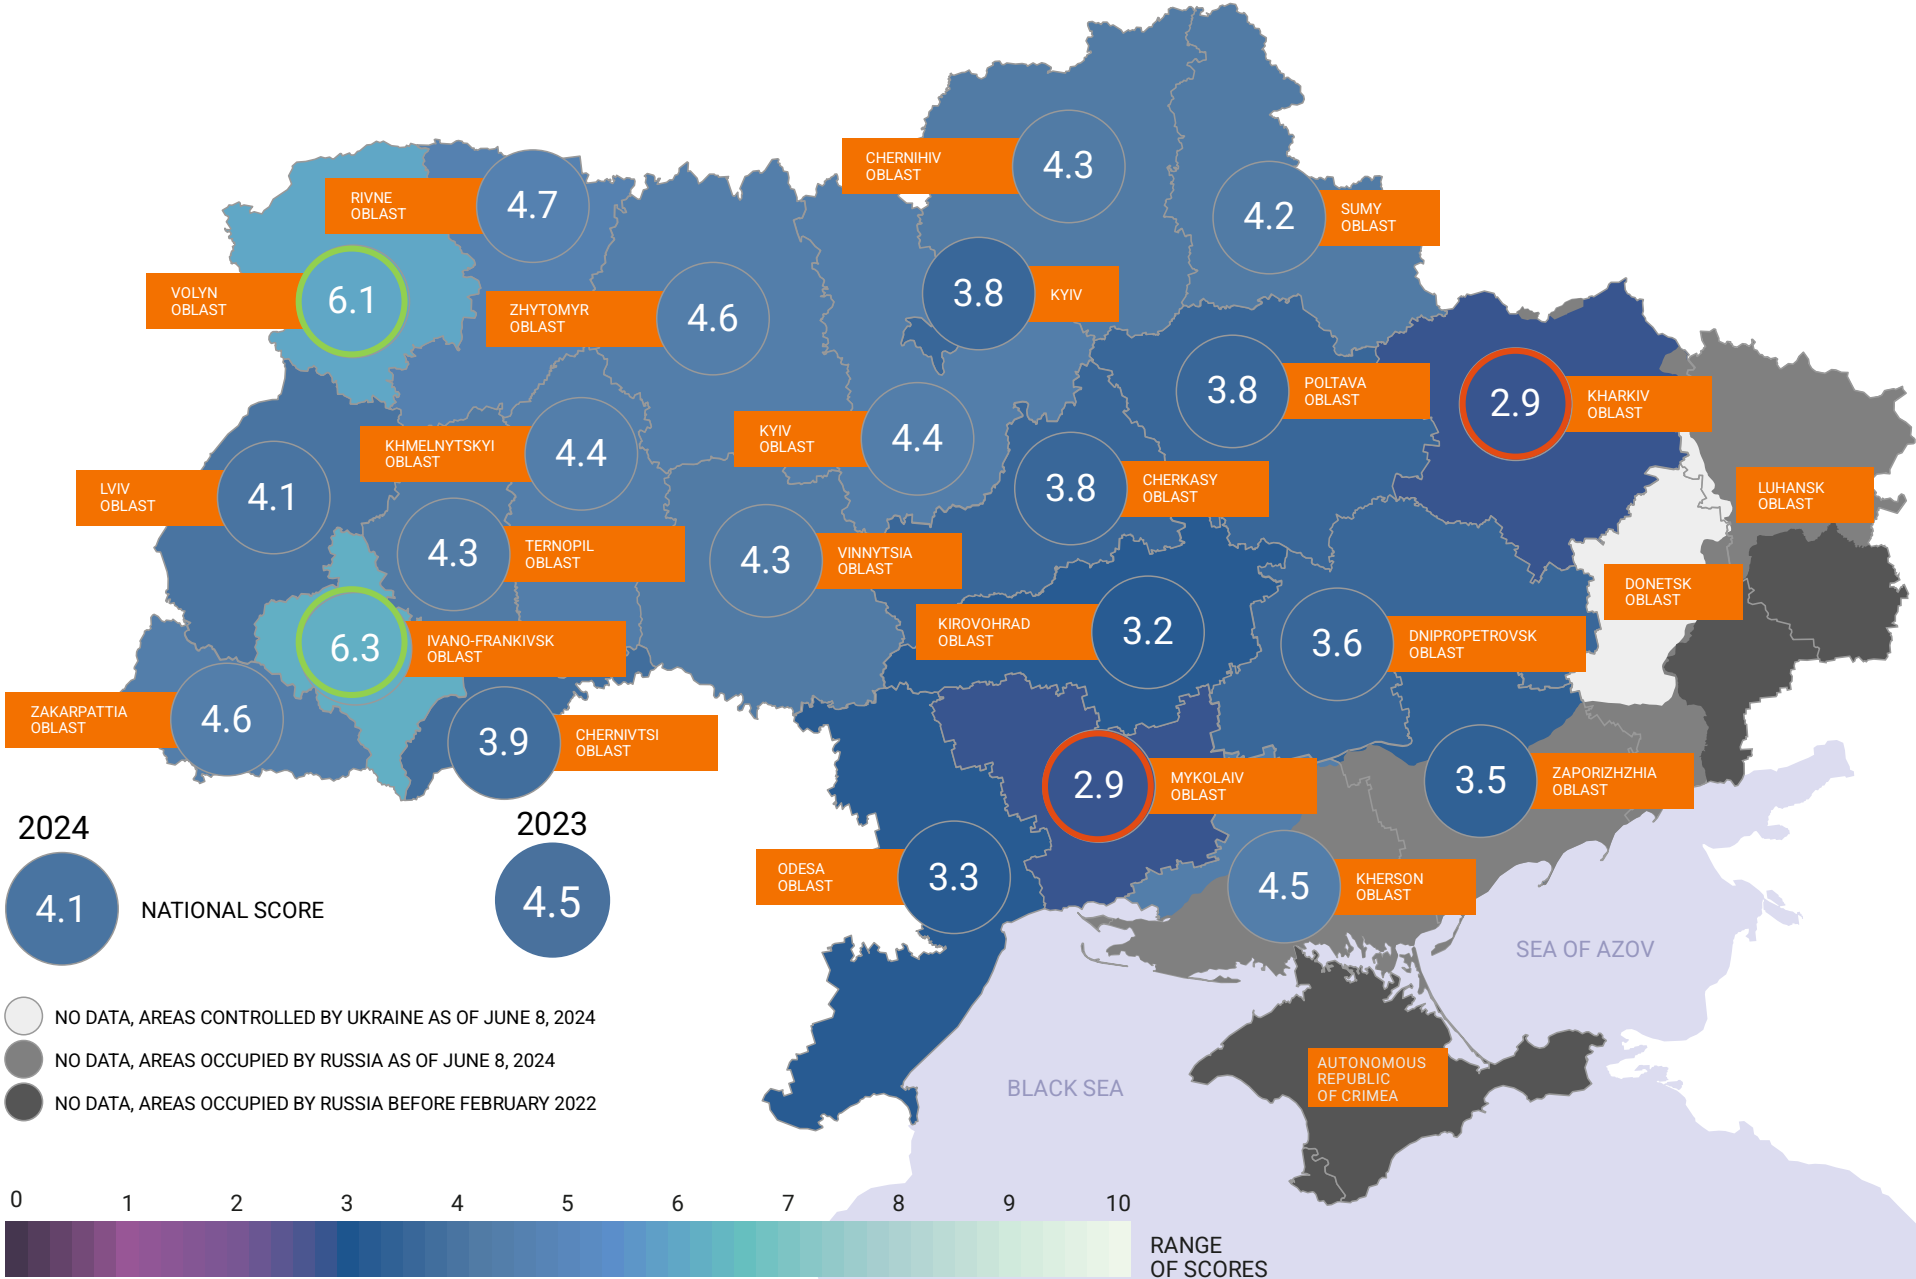 CHERNIHIV
OBLAST
4.3
RIVNE
OBLAST
4.7
4.2
SUMY
OBLAST
VOLYN
OBLAST
6.1
ZHYTOMYR
OBLAST
4.6
3.8
KYIV
3.8
POLTAVA
OBLAST
2.9
KHARKIV
OBLAST
KHMELNYTSKYI
OBLAST
4.4
KYIV
OBLAST
4.4
LVIV
OBLAST
4.1
3.8
CHERKASY
OBLAST
LUHANSK
OBLAST
4.3
TERNOPIL
OBLAST
4.3
VINNYTSIA
OBLAST
DONETSK
OBLAST
6.3
IVANO-FRANKIVSK
OBLAST
KIROVOHRAD
OBLAST
3.2
3.6
DNIPROPETROVSK
OBLAST
ZAKARPATTIA
OBLAST
4.6
3.9
CHERNIVTSI
OBLAST
2.9
MYKOLAIV
OBLAST
3.5
ZAPORIZHZHIA
OBLAST
ODESA
OBLAST
3.3
4.5
KHERSON
OBLAST
2024
2023
4.1
NATIONAL SCORE
4.5
SEA OF AZOV
NO DATA, AREAS CONTROLLED BY UKRAINE AS OF JUNE 8, 2024
NO DATA, AREAS OCCUPIED BY RUSSIA AS OF JUNE 8, 2024
NO DATA, AREAS OCCUPIED BY RUSSIA BEFORE FEBRUARY 2022
BLACK SEA
AUTONOMOUS
REPUBLIC
OF CRIMEA
0 1 2 3 4 5 6 7 8 9 10
RANGE
OF SCORES